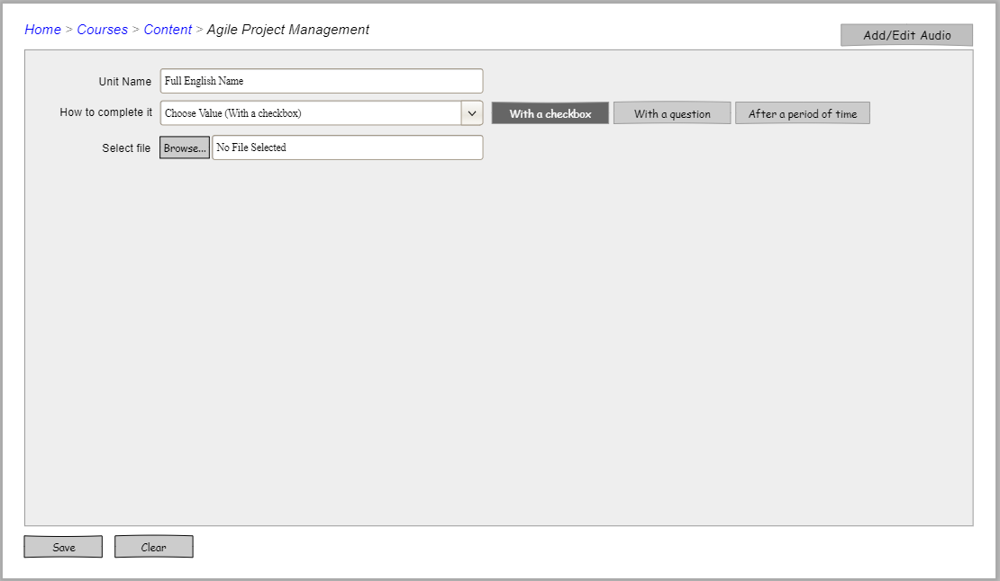 Home > Courses > Content > Agile Project Management
Add/Edit Audio
Unit Name Full English Name
How to complete it Choose Value (With a checkbox) With a checkbox With a question After a period of time
Select file Browse... No File Selected
Save Clear